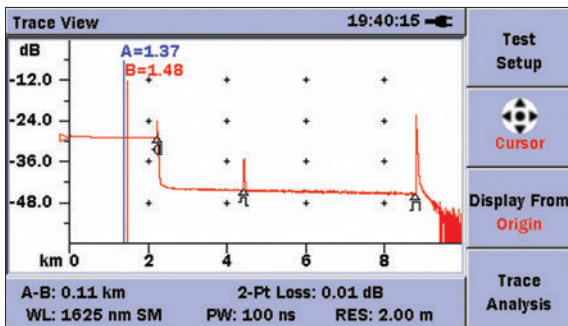 Trace View 19:40:15
dB
A=1.37
B=1.48
-12.0
-24.0
-36.0
-48.0
km 0 2 4 6 8
A-B: 0.11 km 2-Pt Loss: 0.01 dB
WL: 1625 nm SM PW: 100 ns RES: 2.00 m
Test
Setup
Cursor
Display From
Origin
Trace
Analysis